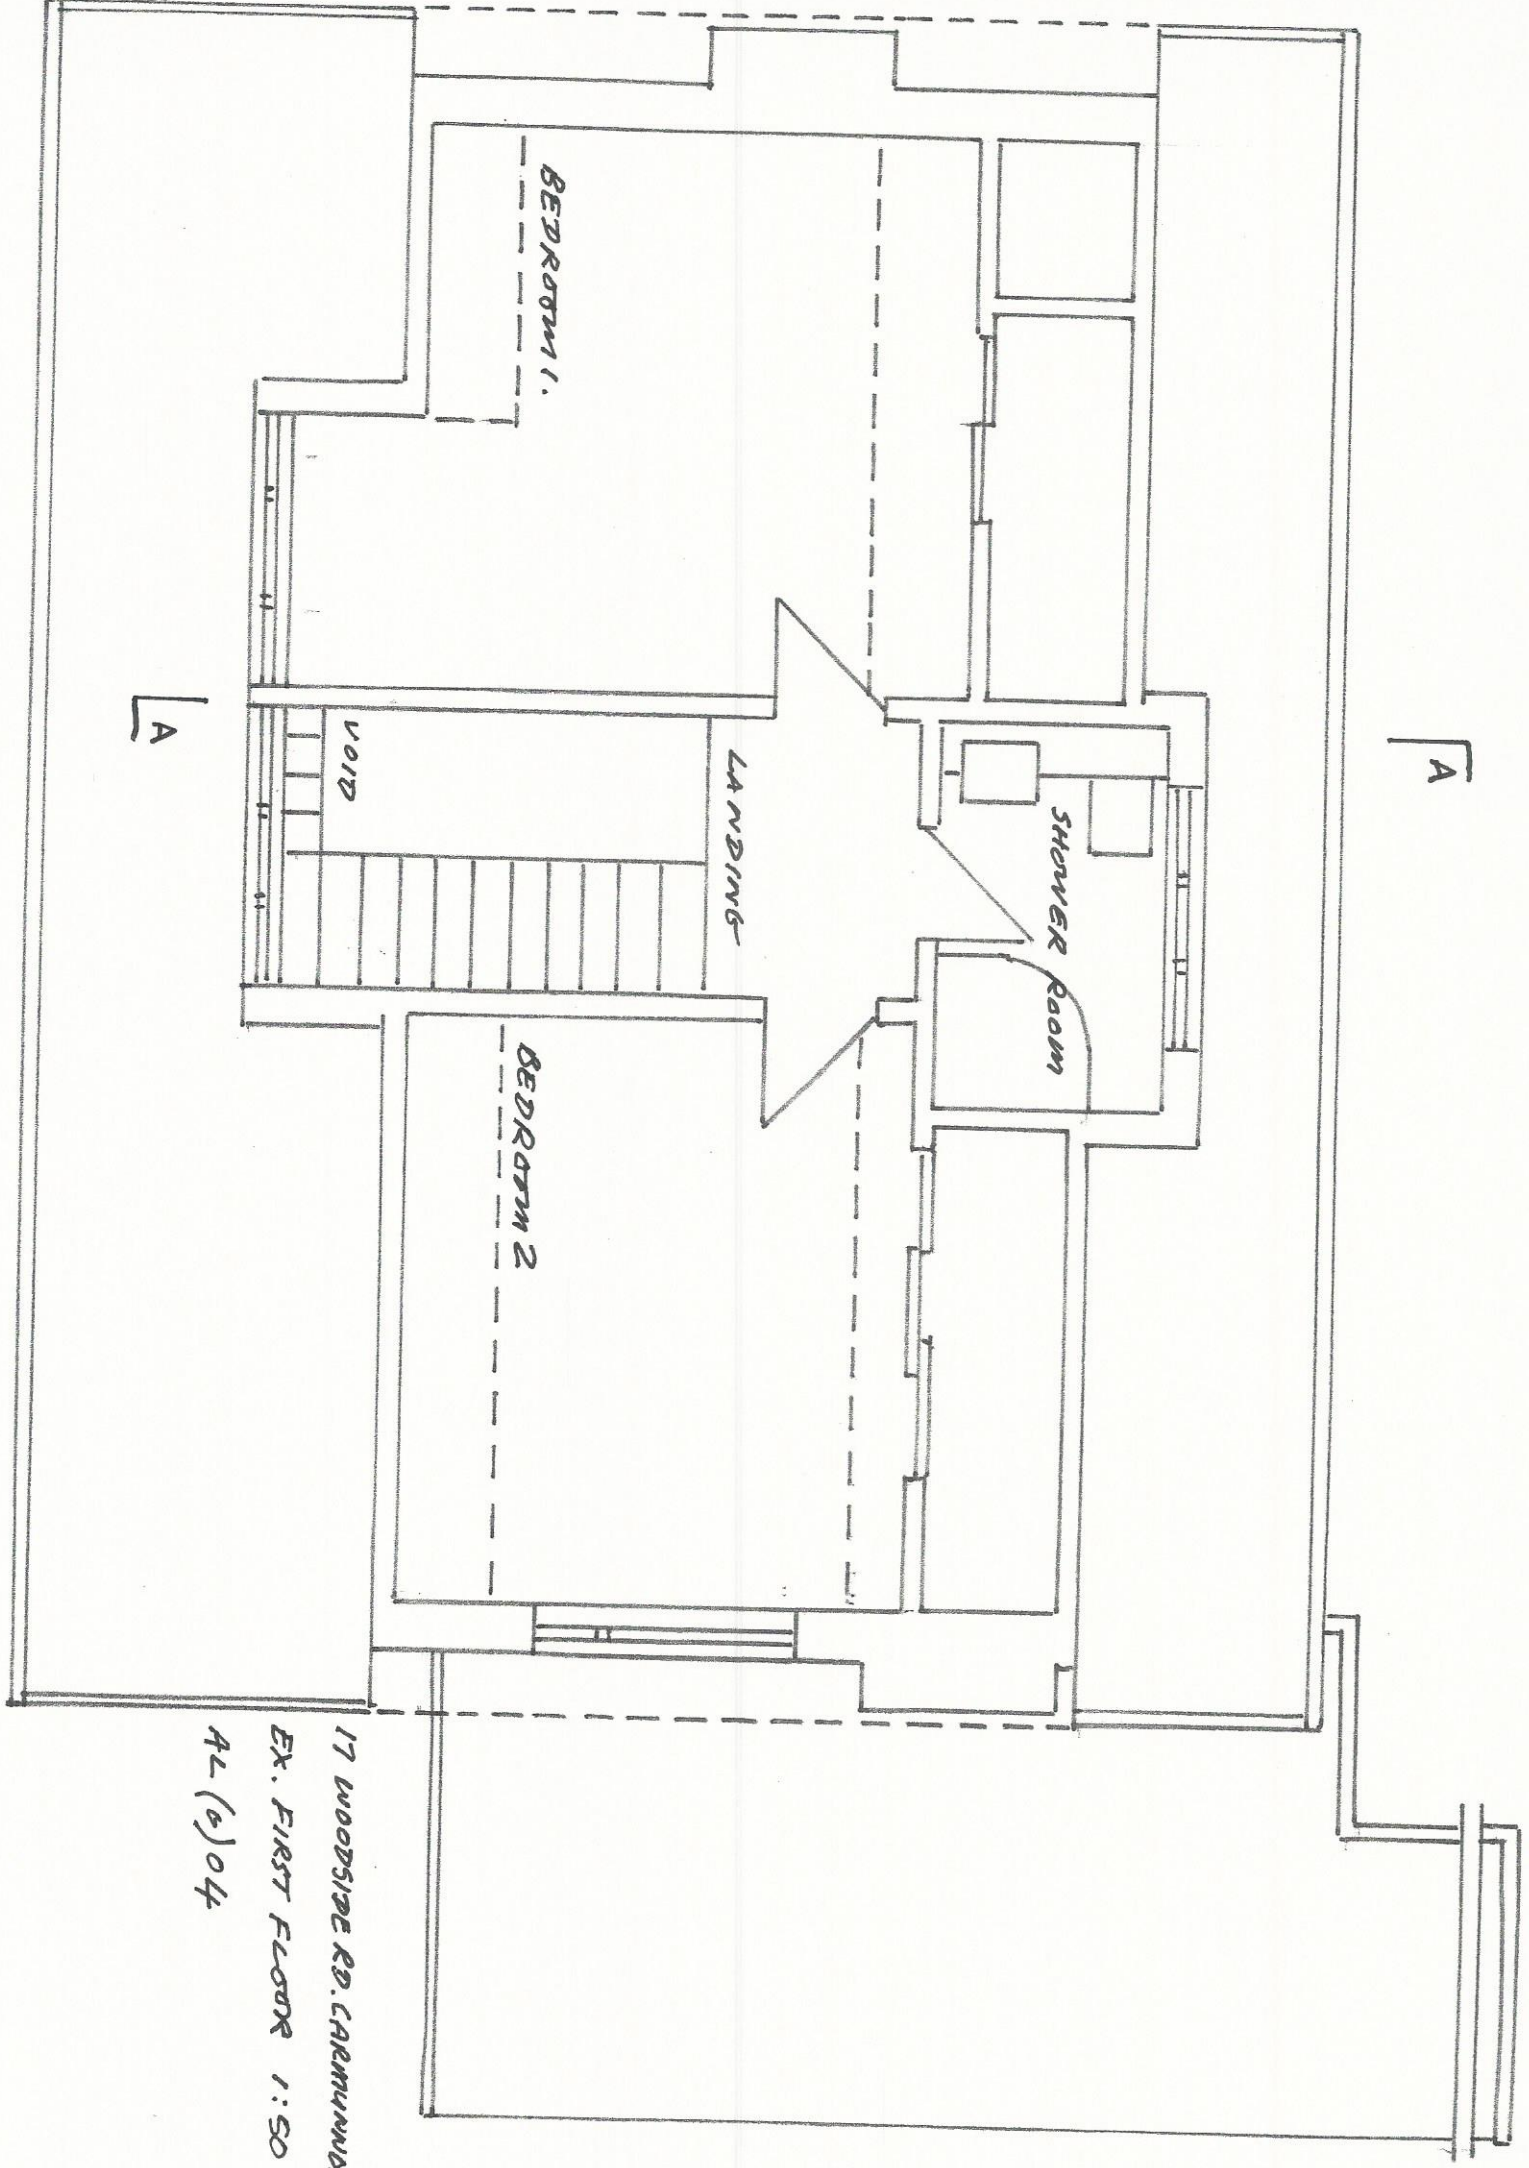 A
A
BEDROOM 1.
SHOWER ROOM
LANDING
VOID
BEDROOM 2
17 WOODSIDE RD. CARMUNNO
EX. FIRST FLOOR 1:50
AL(0)04